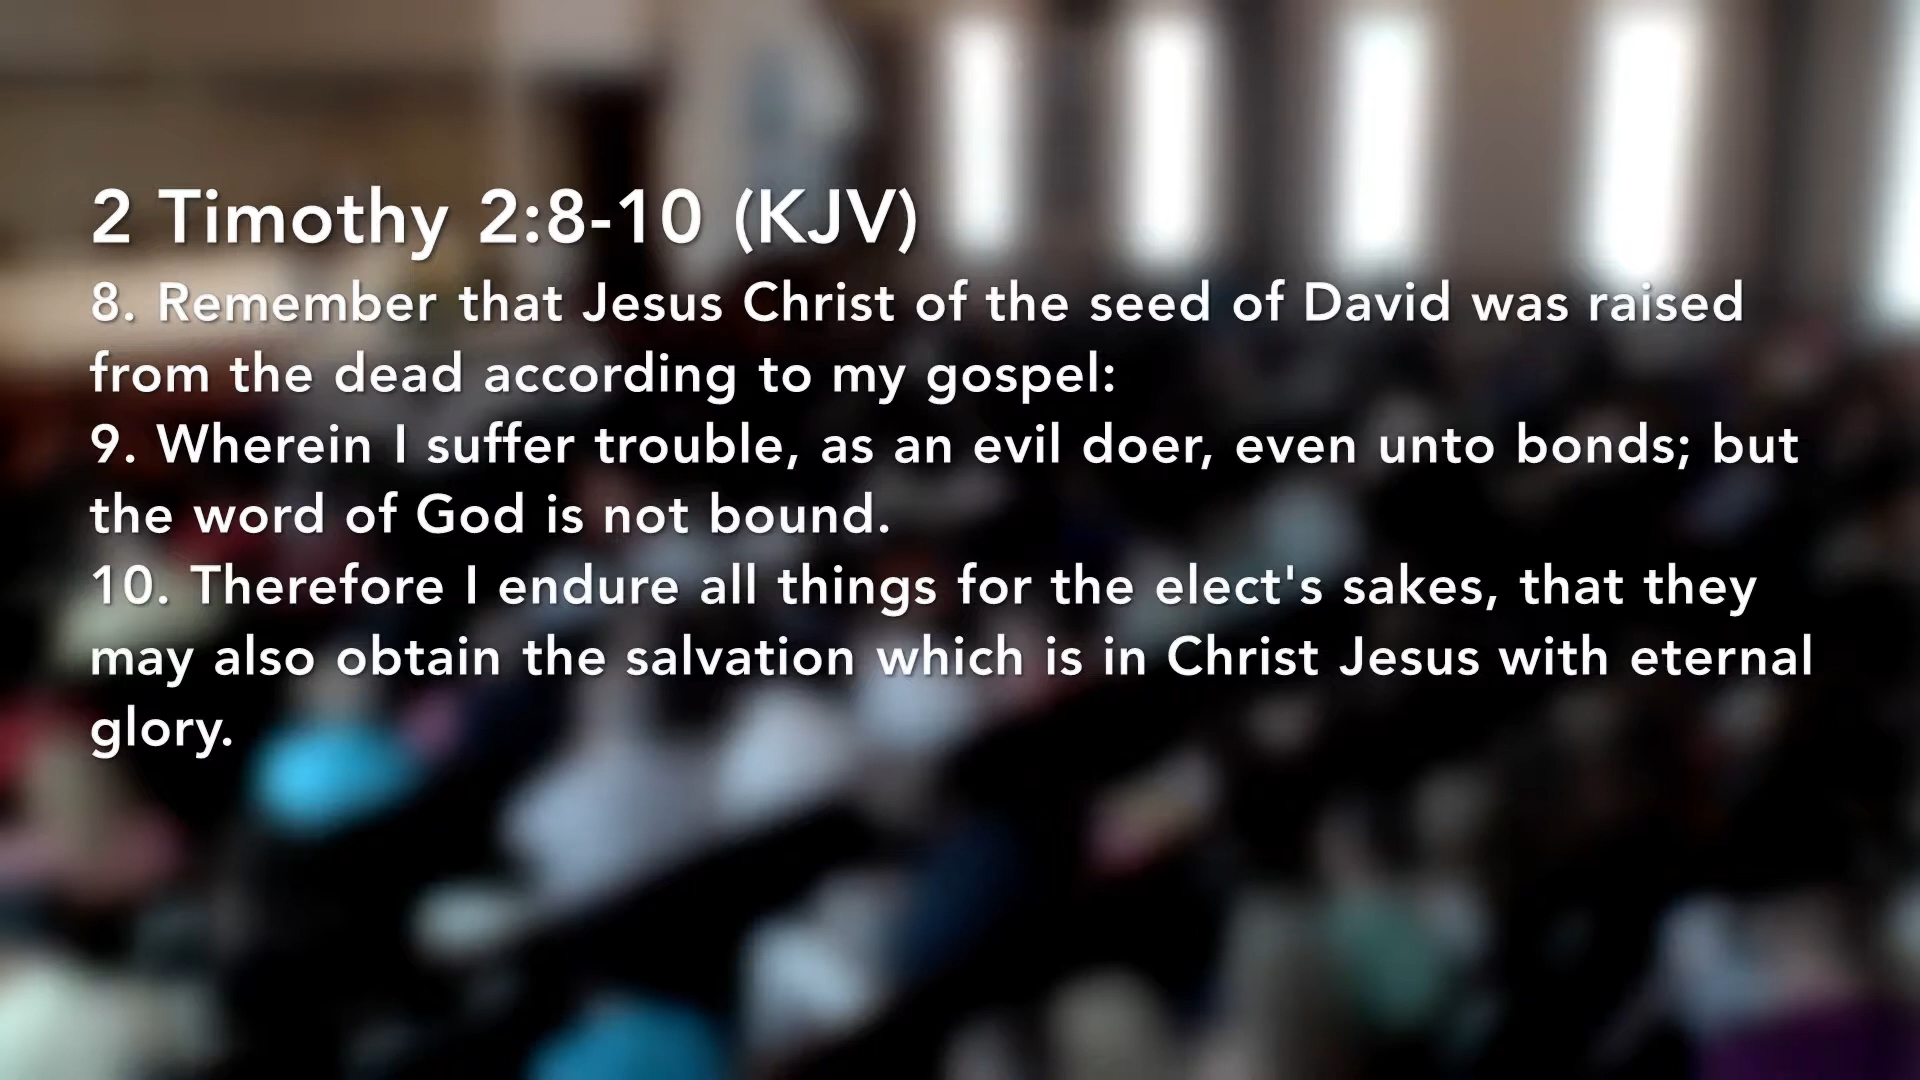 2 Timothy 2:8-10 (KJV)
8. Remember that Jesus Christ of the seed of David was raised
from the dead according to my gospel:
9. Wherein I suffer trouble, as an evil doer, even unto bonds; but
the word of God is not bound.
10. Therefore I endure all things for the elect's sakes, that they
may also obtain the salvation which is in Christ Jesus with eternal
glory.